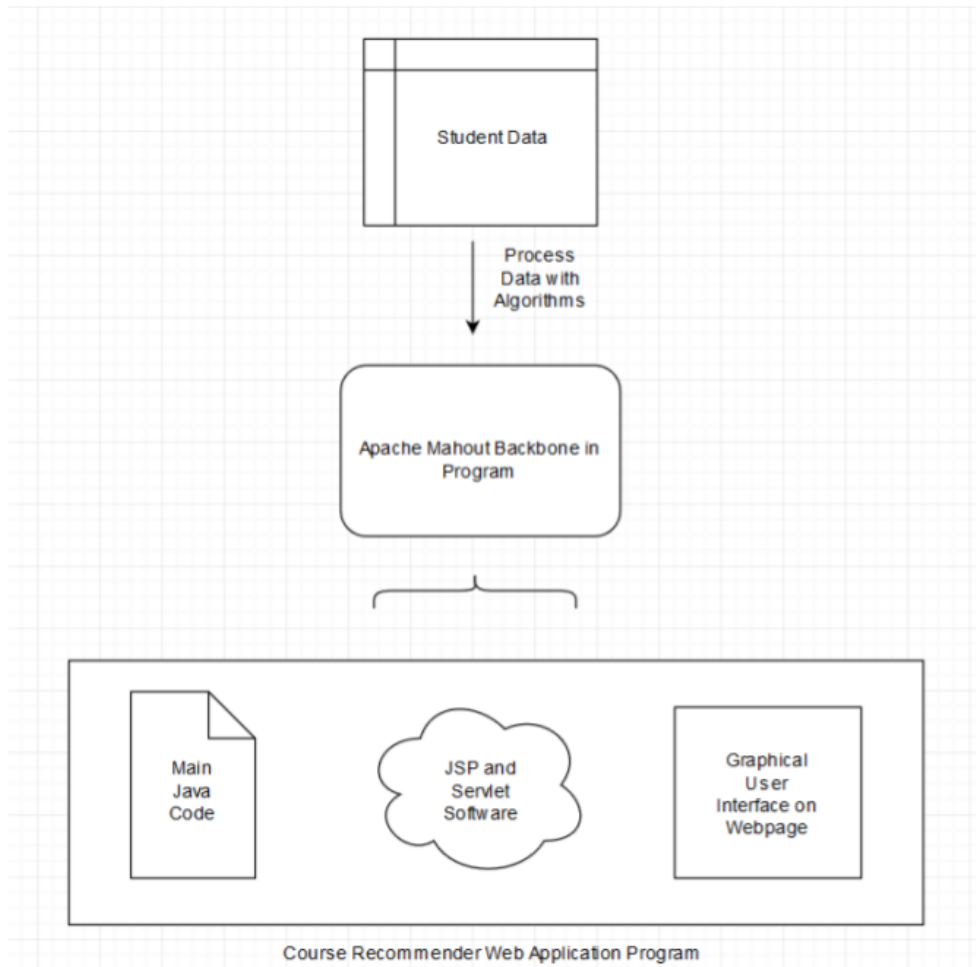 Student Data
Process
Data with
Algorithms
Apache Mahout Backbone in
Program
Main
Java
Code
JSP and
Servlet
Software
Graphical
User
Interface on
Webpage
Course Recommender Web Application Program